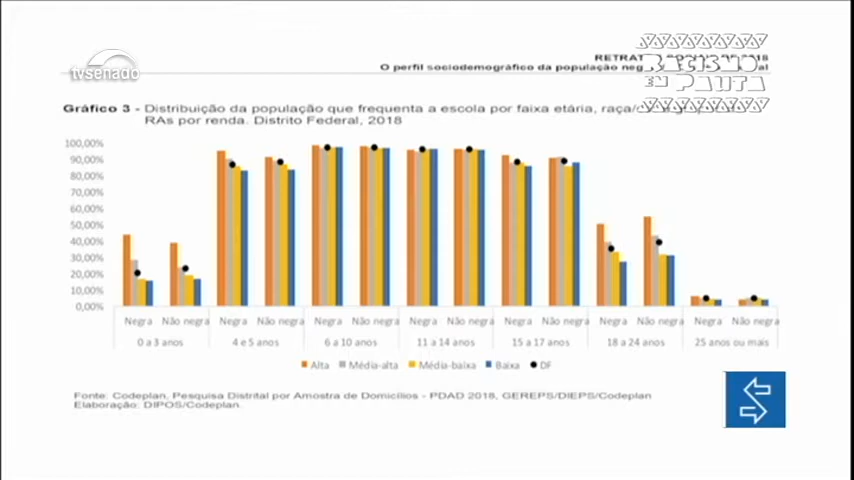 tvsenado
RETRAT
O perfil sociodemográfico da população neg
RACISMO
EM PAUTA
Gráfico 3 - Distribuição da população que frequenta a escola por faixa etária, raça/
RAs por renda. Distrito Federal, 2018
100,00%
90,00%
80,00%
70,00%
60,00%
50,00%
40,00%
30,00%
20,00%
10,00%
0,00%
Negra Não negra Negra Não negra Negra Não negra Negra Não negra Negra Não negra Negra Não negra Negra Não negra
0 a 3 anos 4 e 5 anos 6 a 10 anos 11 a 14 anos 15 a 17 anos 18 a 24 anos 25 anos ou mais
Alta Média-alta Média-baixa Baixa DF
Fonte: Codeplan, Pesquisa Distrital por Amostra de Domicílios - PDAD 2018, GEREPS/DIEPS/Codeplan
Elaboração: DIPOS/Codeplan.